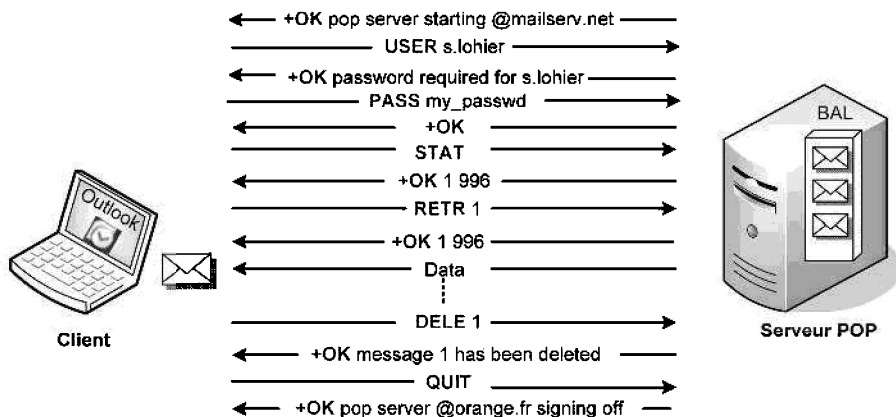 +OK pop server starting @mailserv.net
USER s.lohier
+OK password required for s.lohier
PASS my_passwd
+OK
STAT
+OK 1 996
RETR 1
+OK 1 996
Data
DELE 1
+OK message 1 has been deleted
QUIT
+OK pop server @orange.fr signing off
Outlook
Client
BAL
Serveur POP